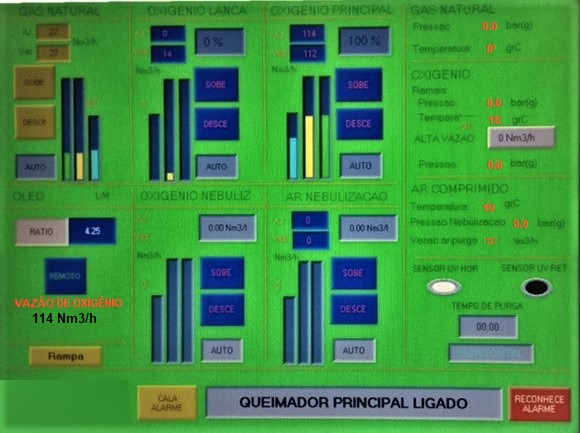 GAS NATURAL
AJ 27
Var 27
Nm3/h
SOBE
DESCE
AUTO
OXIGENIO LANCA
0
14
0 %
Nm3/h
SOBE
DESCE
AUTO
OXIGENIO PRINCIPAL
114
112
100 %
Nm3/h
SOBE
DESCE
AUTO
GAS NATURAL
Pressao: 0.0 bar(g)
Temperatura: 0° grC
OXIGENIO
Ramais:
Pressao: 0.0 bar(g)
Tempera grC
ALTA VAZAO 0 Nm3/h
Pressao: 0.0 bar(g)
OLEO L/H
RATIO 4.25
REMOTO
VAZÃO DE OXIGÊNIO
114 Nm3/h
Rampa
OXIGENIO NEBULIZ
0.00 Nm3/l
Nm3/h
SOBE
DESCE
AUTO
AR NEBULIZACAO
0
0
0.00 Nm3/l
Nm3/h
SOBE
DESCE
AUTO
AR COMPRIMIDO
Temperatura: grC
Pressao Nebulizacao 0.0 bar(g)
Vazao ar purga Nm3/h
SENSOR UV HOR SENSOR UV RET
TEMPO DE PURGA
00:00
CALA
ALARME
QUEIMADOR PRINCIPAL LIGADO
RECONHECE
ALARME